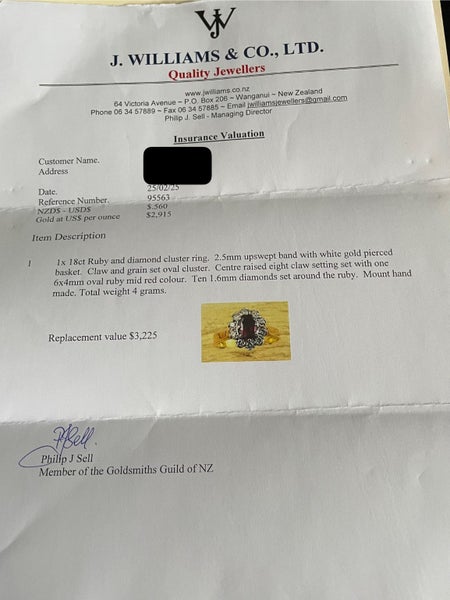 WJ
J. WILLIAMS & CO., LTD.
Quality Jewellers
www.jwilliams.co.nz
64 Victoria Avenue ~ P.O. Box 206 ~ Wanganui ~ New Zealand
Phone 06 34 57889 ~ Fax 06 34 57885 ~ Email jwilliamsjewellers@gmail.com
Philip J. Sell - Managing Director
Insurance Valuation
Customer Name.
Address
Date. 25/02/25
Reference Number. 95563
NZD$ - USD$ $.560
Gold at US$ per ounce $2,915
Item Description
1 1x 18ct Ruby and diamond cluster ring. 2.5mm upswept band with white gold pierced
basket. Claw and grain set oval cluster. Centre raised eight claw setting set with one
6x4mm oval ruby mid red colour. Ten 1.6mm diamonds set around the ruby. Mount hand
made. Total weight 4 grams.
Replacement value $3,225
PJSell.
Philip J Sell
Member of the Goldsmiths Guild of NZ